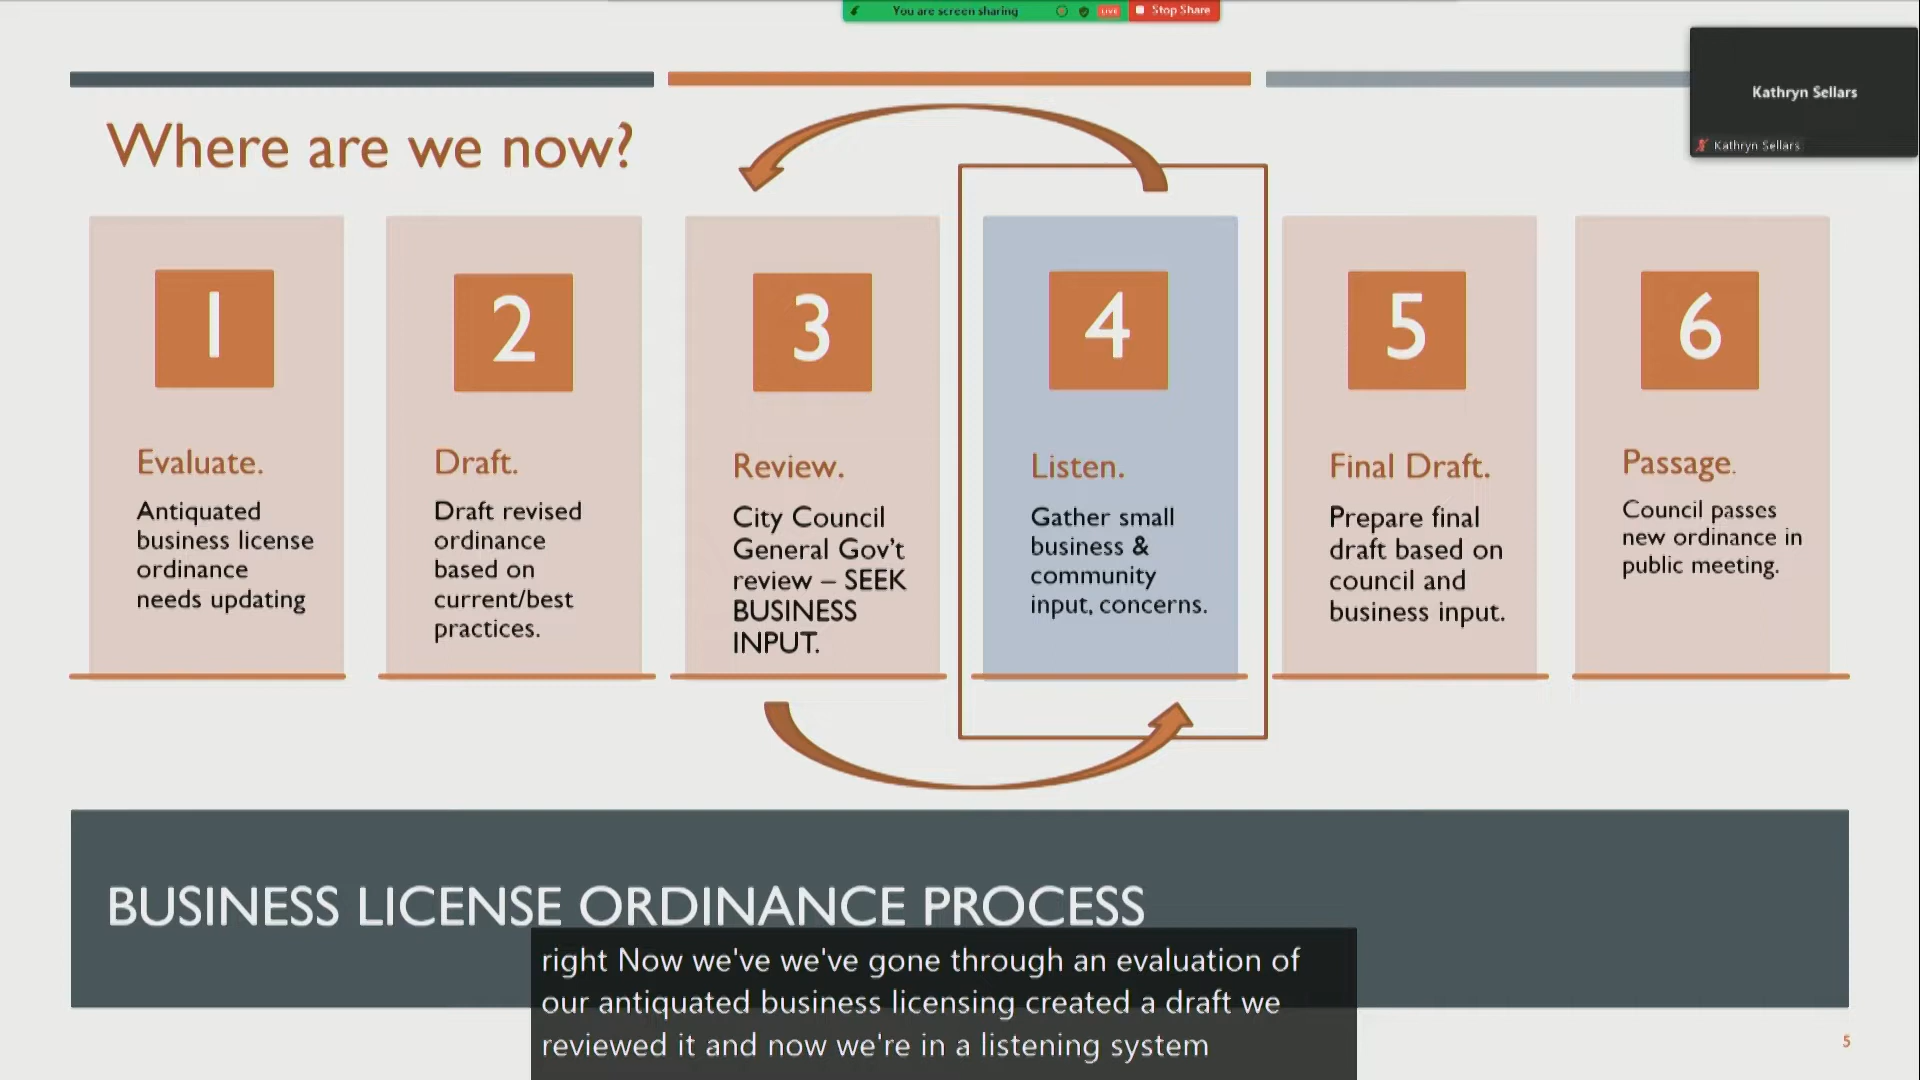 You are screen sharing
LIVE
Stop Share
Kathryn Sellars
Kathryn Sellars
Where are we now?
1
Evaluate.
Antiquated
business license
ordinance
needs updating
2
Draft.
Draft revised
ordinance
based on
current/best
practices.
3
Review.
City Council
General Gov't
review – SEEK
BUSINESS
INPUT.
4
Listen.
Gather small
business &
community
input, concerns.
5
Final Draft.
Prepare final
draft based on
council and
business input.
6
Passage.
Council passes
new ordinance in
public meeting.
BUSINESS LICENSE ORDINANCE PROCESS
right Now we've we've gone through an evaluation of
our antiquated business licensing created a draft we
reviewed it and now we're in a listening system
5